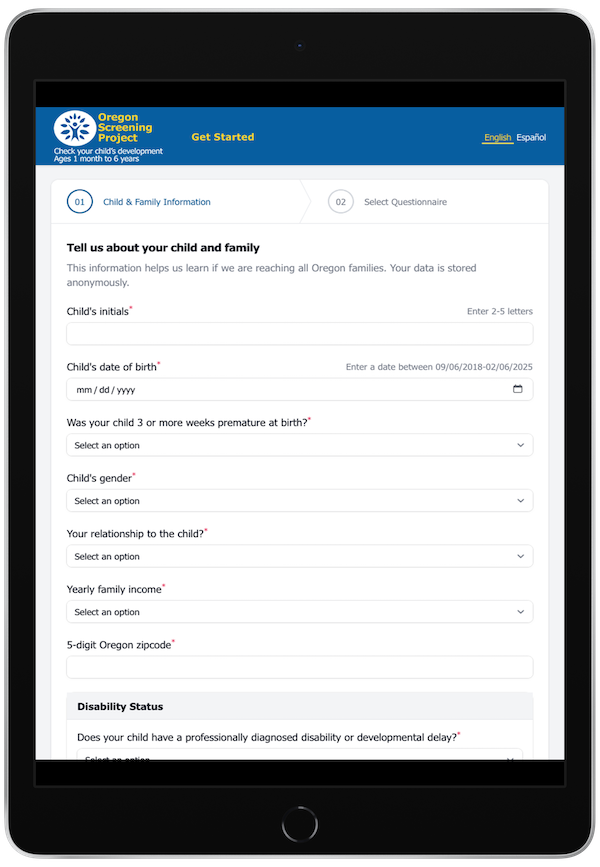 Oregon
Screening
Project
Check your child's development
Ages 1 month to 6 years
Get Started
English Español
01 Child & Family Information
02 Select Questionnaire
Tell us about your child and family
This information helps us learn if we are reaching all Oregon families. Your data is stored
anonymously.
Child's initials* Enter 2-5 letters
Child's date of birth* Enter a date between 09/06/2018-02/06/2025
mm / dd / yyyy
Was your child 3 or more weeks premature at birth?*
Select an option
Child's gender*
Select an option
Your relationship to the child?*
Select an option
Yearly family income*
Select an option
5-digit Oregon zipcode*
Disability Status
Does your child have a professionally diagnosed disability or developmental delay?*
Select an option